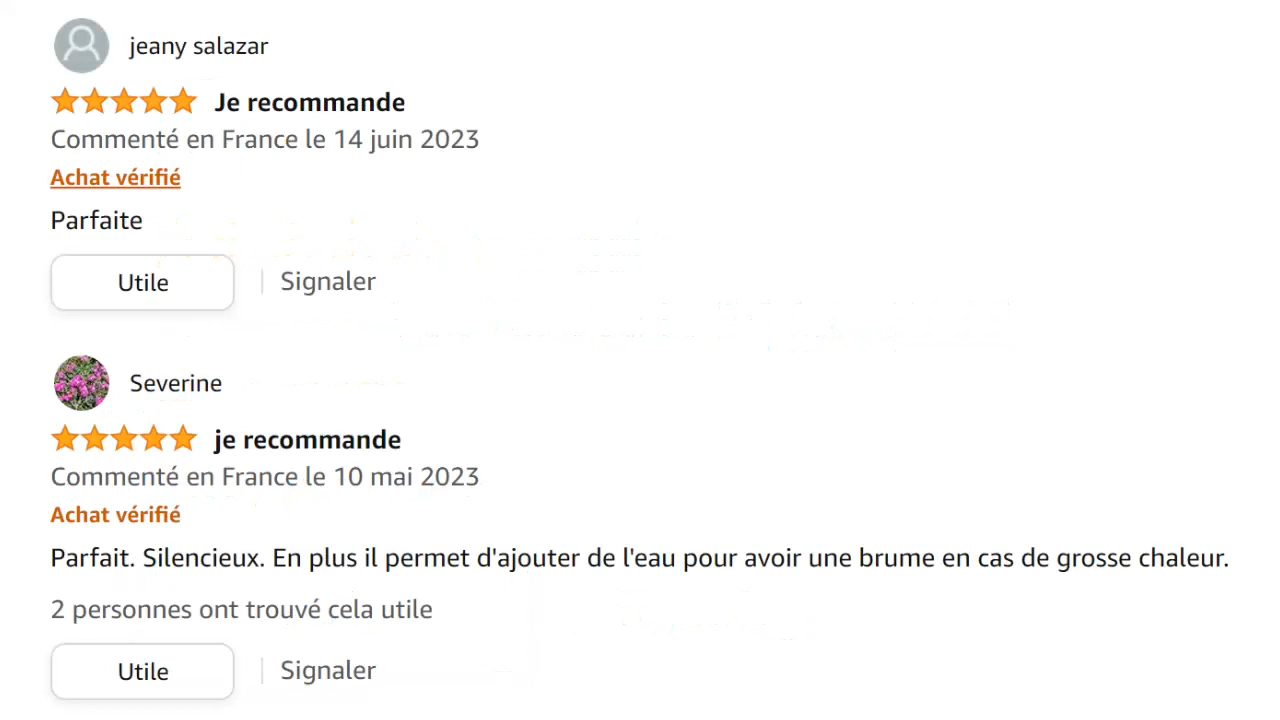 jeany salazar
Je recommande
Commenté en France le 14 juin 2023
Achat vérifié
Parfaite
Utile
Signaler
Severine
je recommande
Commenté en France le 10 mai 2023
Achat vérifié
Parfait. Silencieux. En plus il permet d'ajouter de l'eau pour avoir une brume en cas de grosse chaleur.
2 personnes ont trouvé cela utile
Utile
Signaler